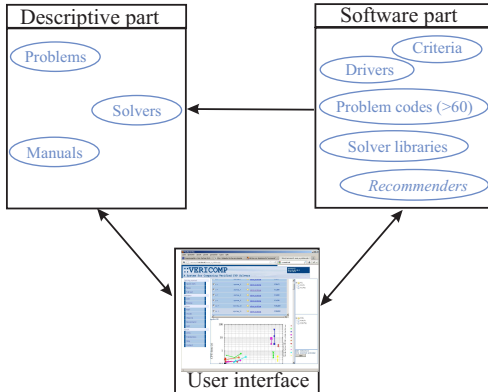 Descriptive part
Problems
Solvers
Manuals
Software part
Criteria
Drivers
Problem codes (>60)
Solver libraries
Recommenders
::VERICOMP
User interface